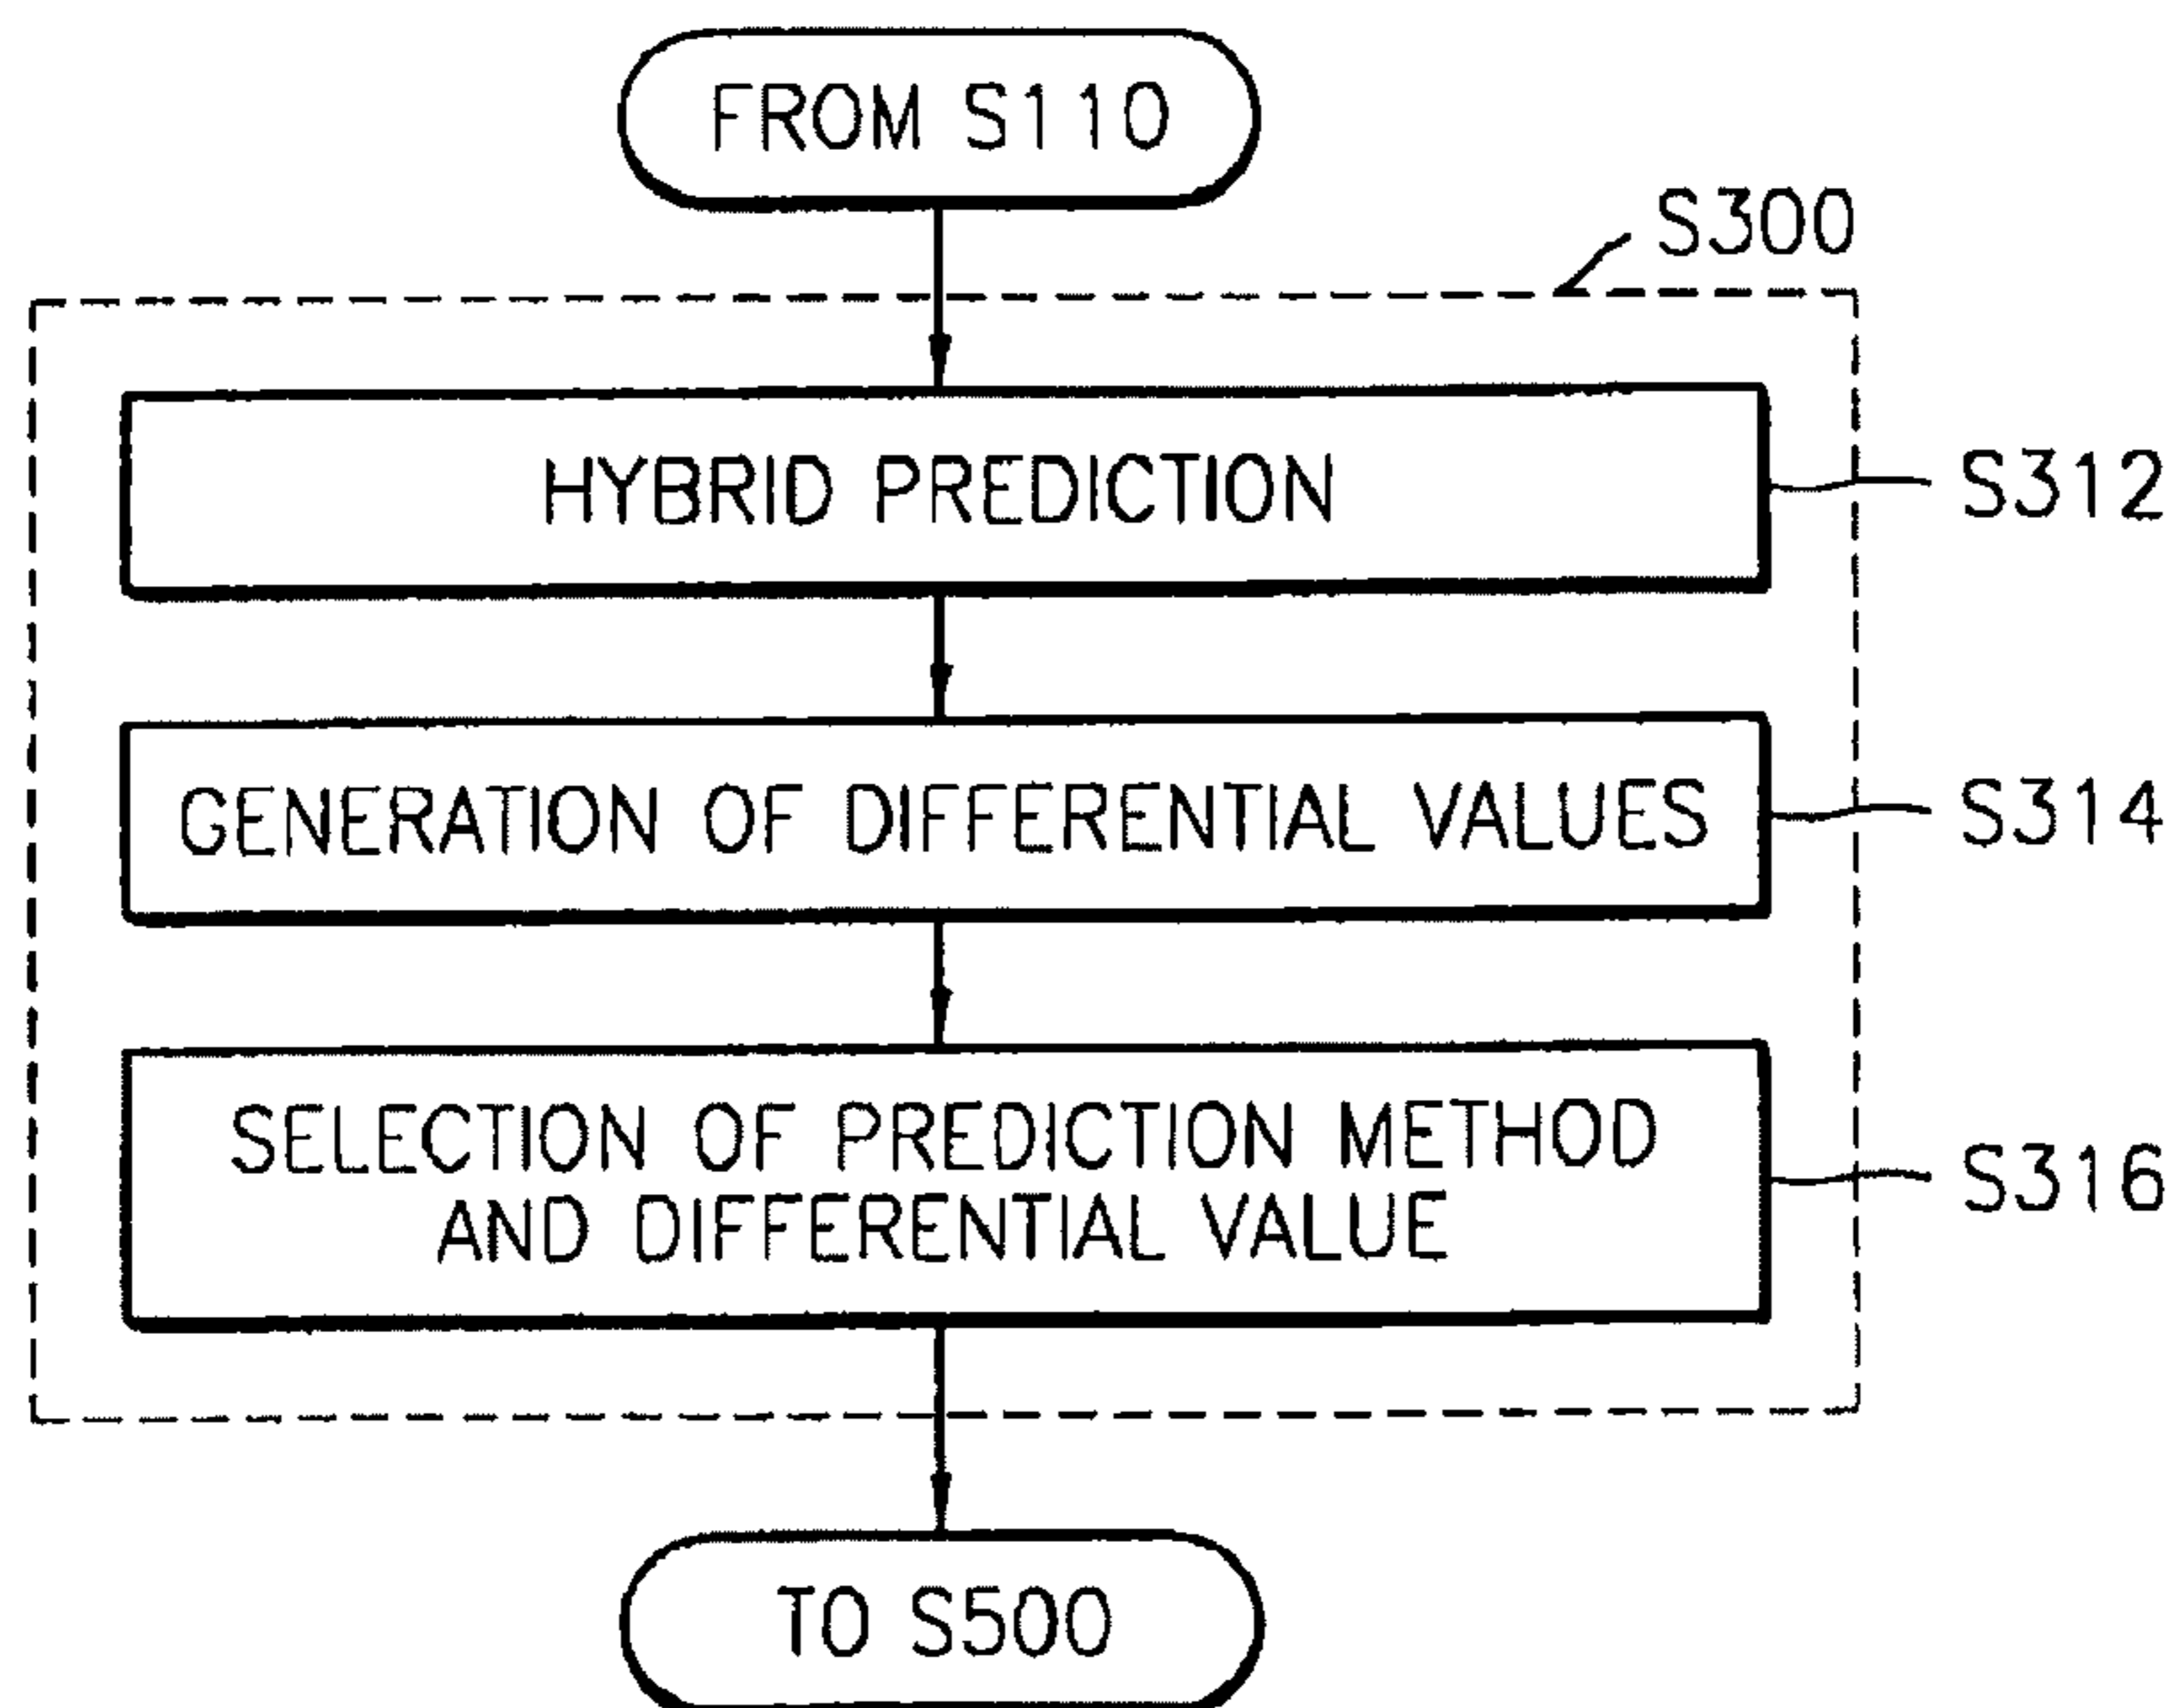 FROM S110
S300
HYBRID PREDICTION
S312
GENERATION OF DIFFERENTIAL VALUES
S314
SELECTION OF PREDICTION METHOD
AND DIFFERENTIAL VALUE
S316
TO S500